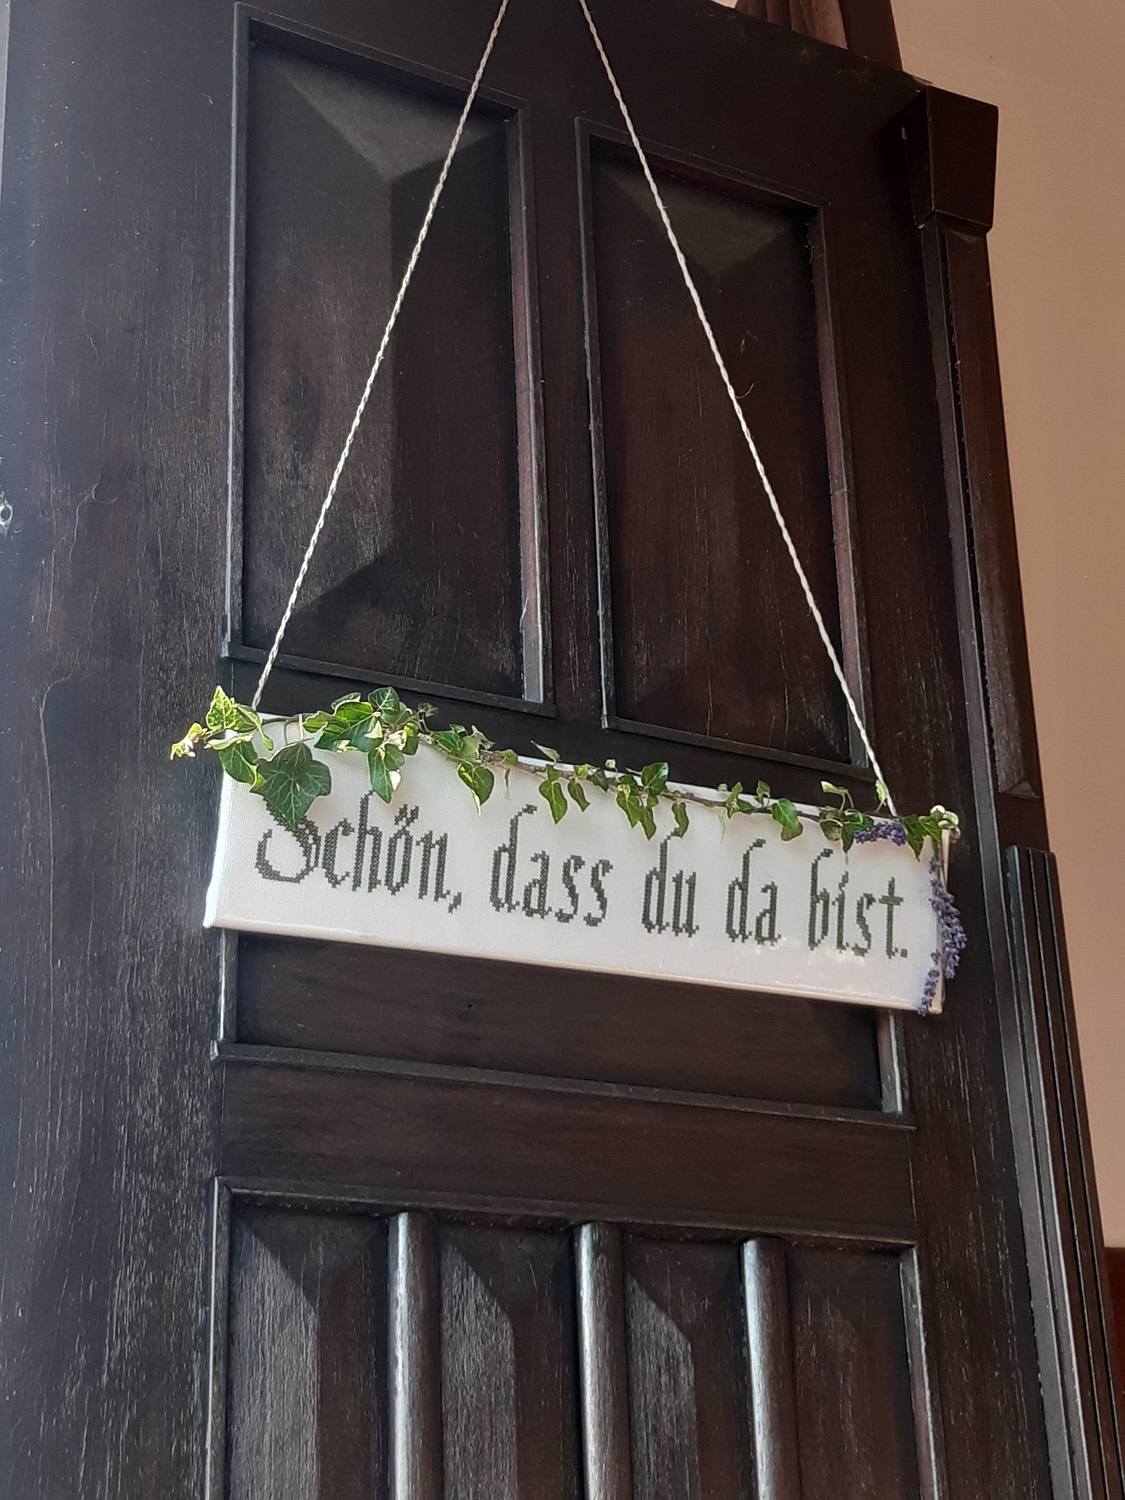 Schön, dass du da bist.